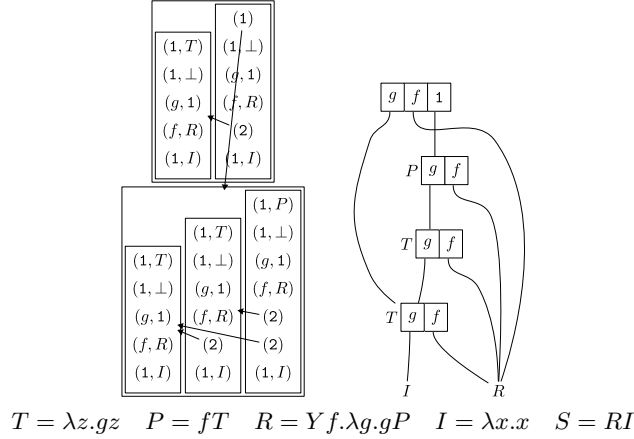 (1)
(1, T) (1, ⊥)
(1, ⊥) (g, 1)
(g, 1) (f, R)
(f, R) (2)
(1, I) (1, I)
(1, P)
(1, T) (1, ⊥)
(1, T) (1, ⊥) (g, 1)
(1, ⊥) (g, 1) (f, R)
(g, 1) (f, R) (2)
(f, R) (2) (2)
(1, I) (1, I) (1, I)
g f 1
P g f
T g f
T g f
I R
T = λz.gz P = fT R = Yf.λg.gP I = λx.x S = RI